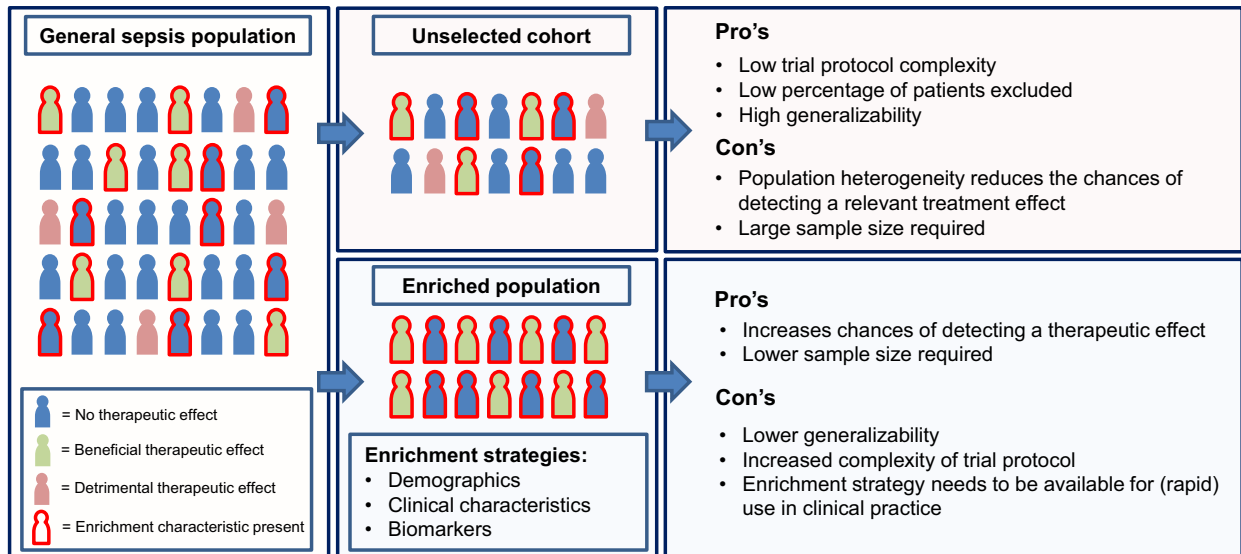 General sepsis population
= No therapeutic effect
= Beneficial therapeutic effect
= Detrimental therapeutic effect
= Enrichment characteristic present
Unselected cohort
Pro's
• Low trial protocol complexity
• Low percentage of patients excluded
• High generalizability
Con's
• Population heterogeneity reduces the chances of
detecting a relevant treatment effect
• Large sample size required
Enriched population
Enrichment strategies:
• Demographics
• Clinical characteristics
• Biomarkers
Pro's
• Increases chances of detecting a therapeutic effect
• Lower sample size required
Con's
• Lower generalizability
• Increased complexity of trial protocol
• Enrichment strategy needs to be available for (rapid)
use in clinical practice